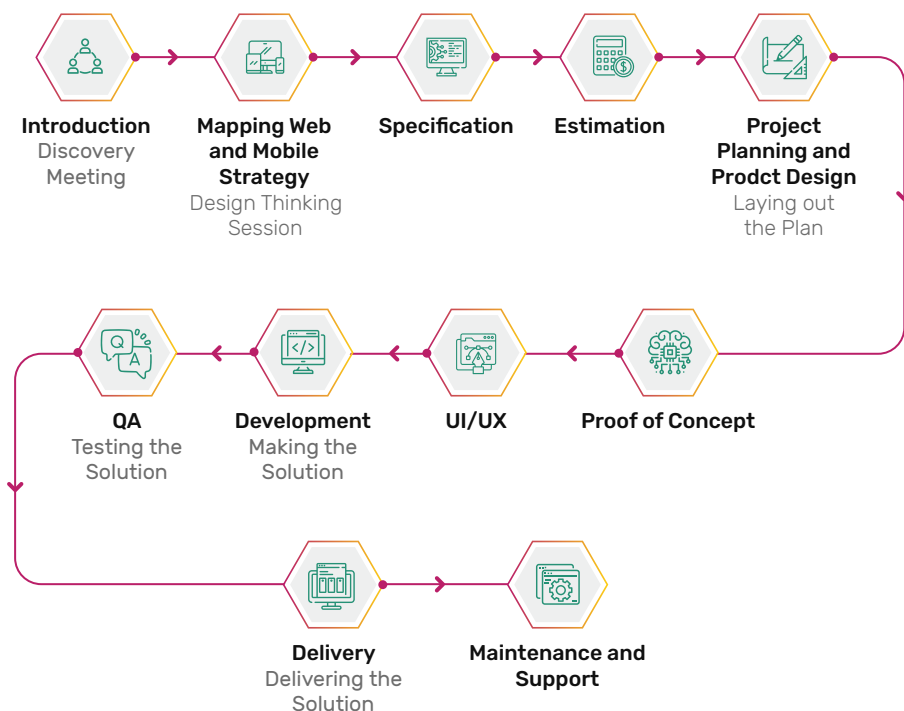 Introduction
Discovery
Meeting
Mapping Web
and Mobile
Strategy
Design Thinking
Session
Specification
Estimation
$
Project
Planning and
Prodct Design
Laying out
the Plan
Proof of Concept
UI/UX
</>
Development
Making the
Solution
Q
A
QA
Testing the
Solution
Delivery
Delivering the
Solution
Maintenance and
Support